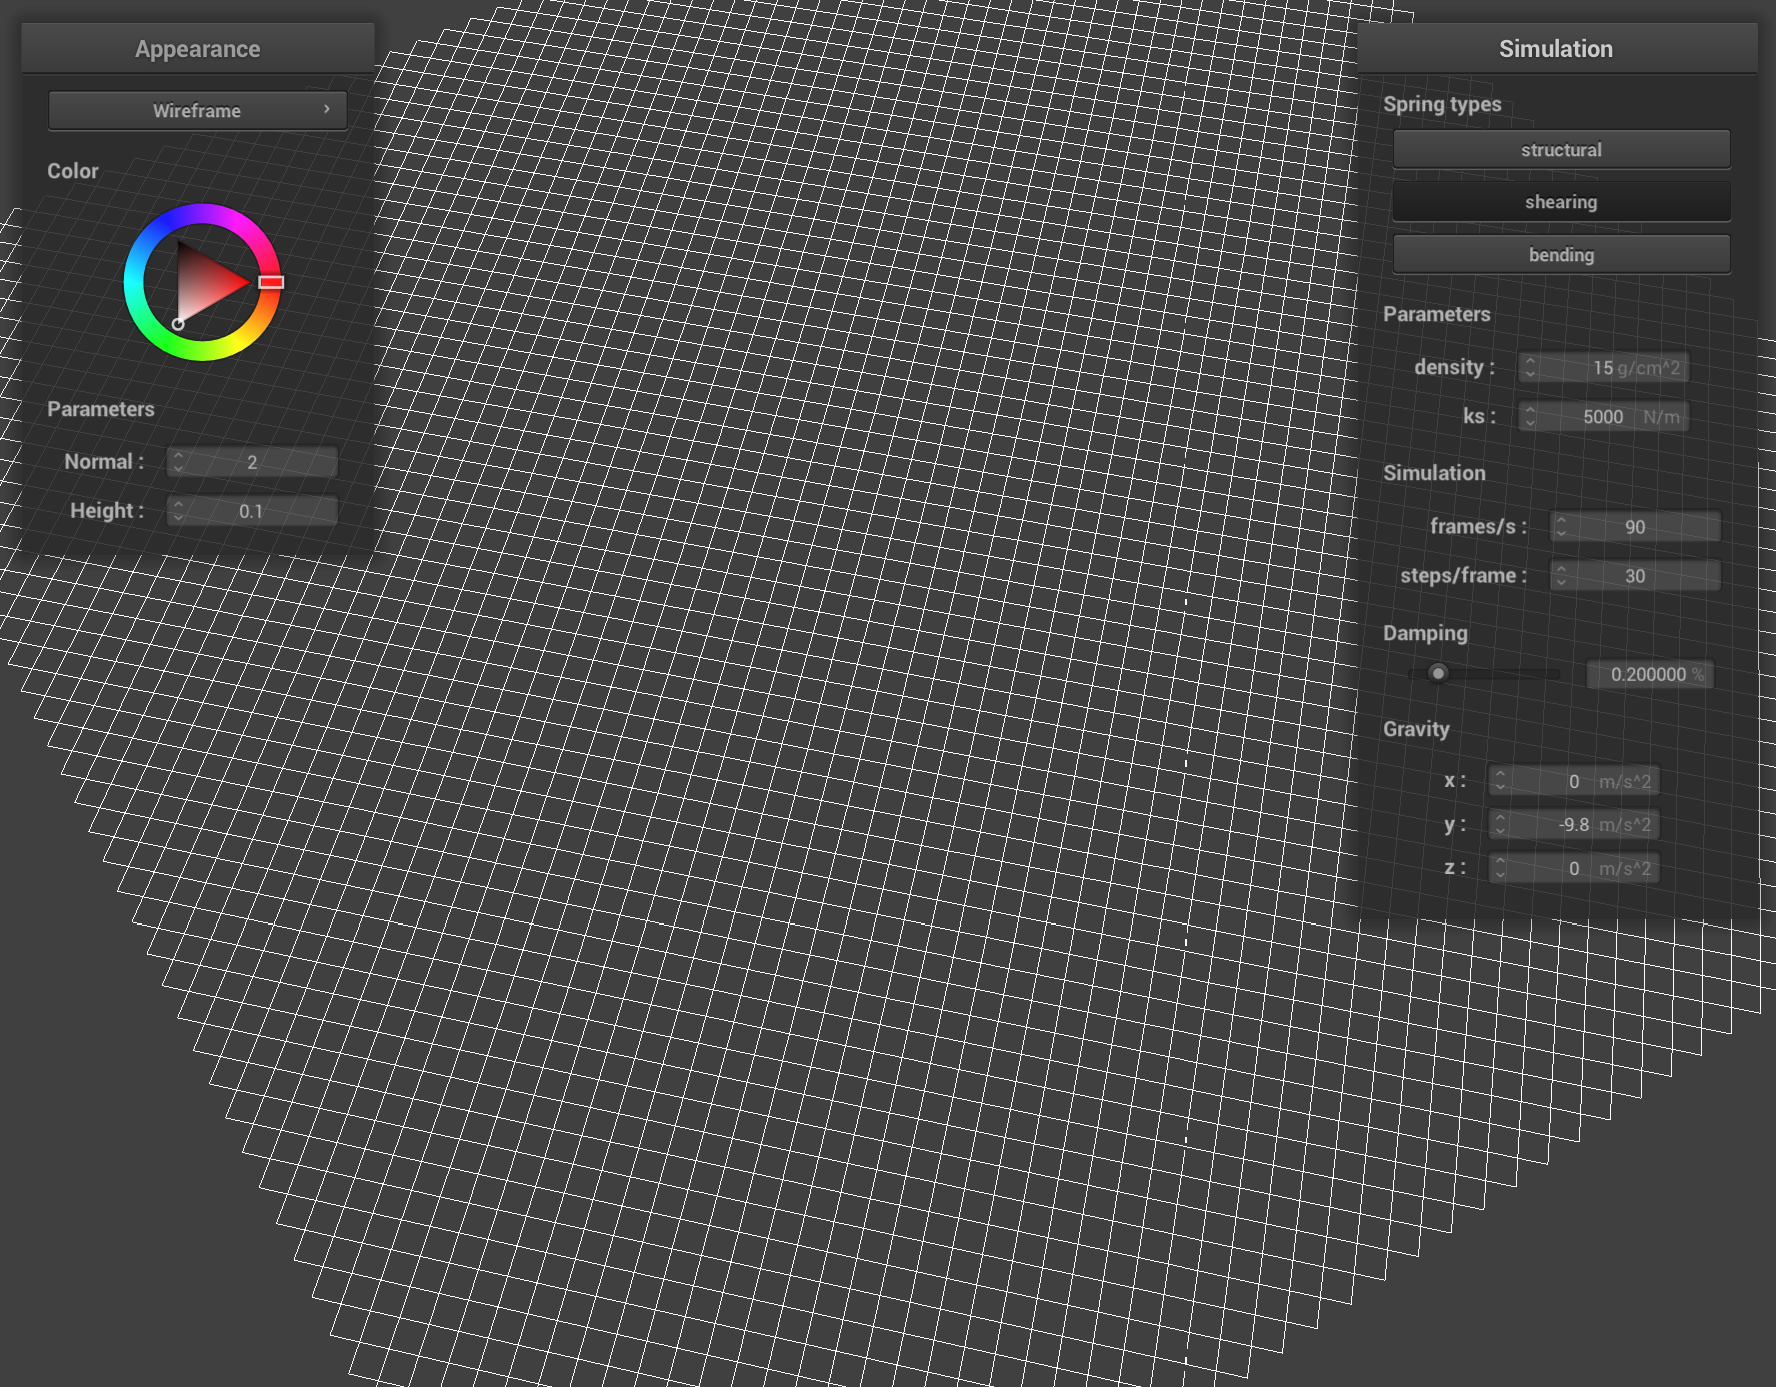 Appearance
Wireframe
Color
Parameters
Normal : 2
Height : 0.1
Simulation
Spring types
structural
shearing
bending
Parameters
density : 15 g/cm^2
ks : 5000 N/m
Simulation
frames/s : 90
steps/frame : 30
Damping
0.200000 %
Gravity
x : 0 m/s^2
y : -9.8 m/s^2
z : 0 m/s^2